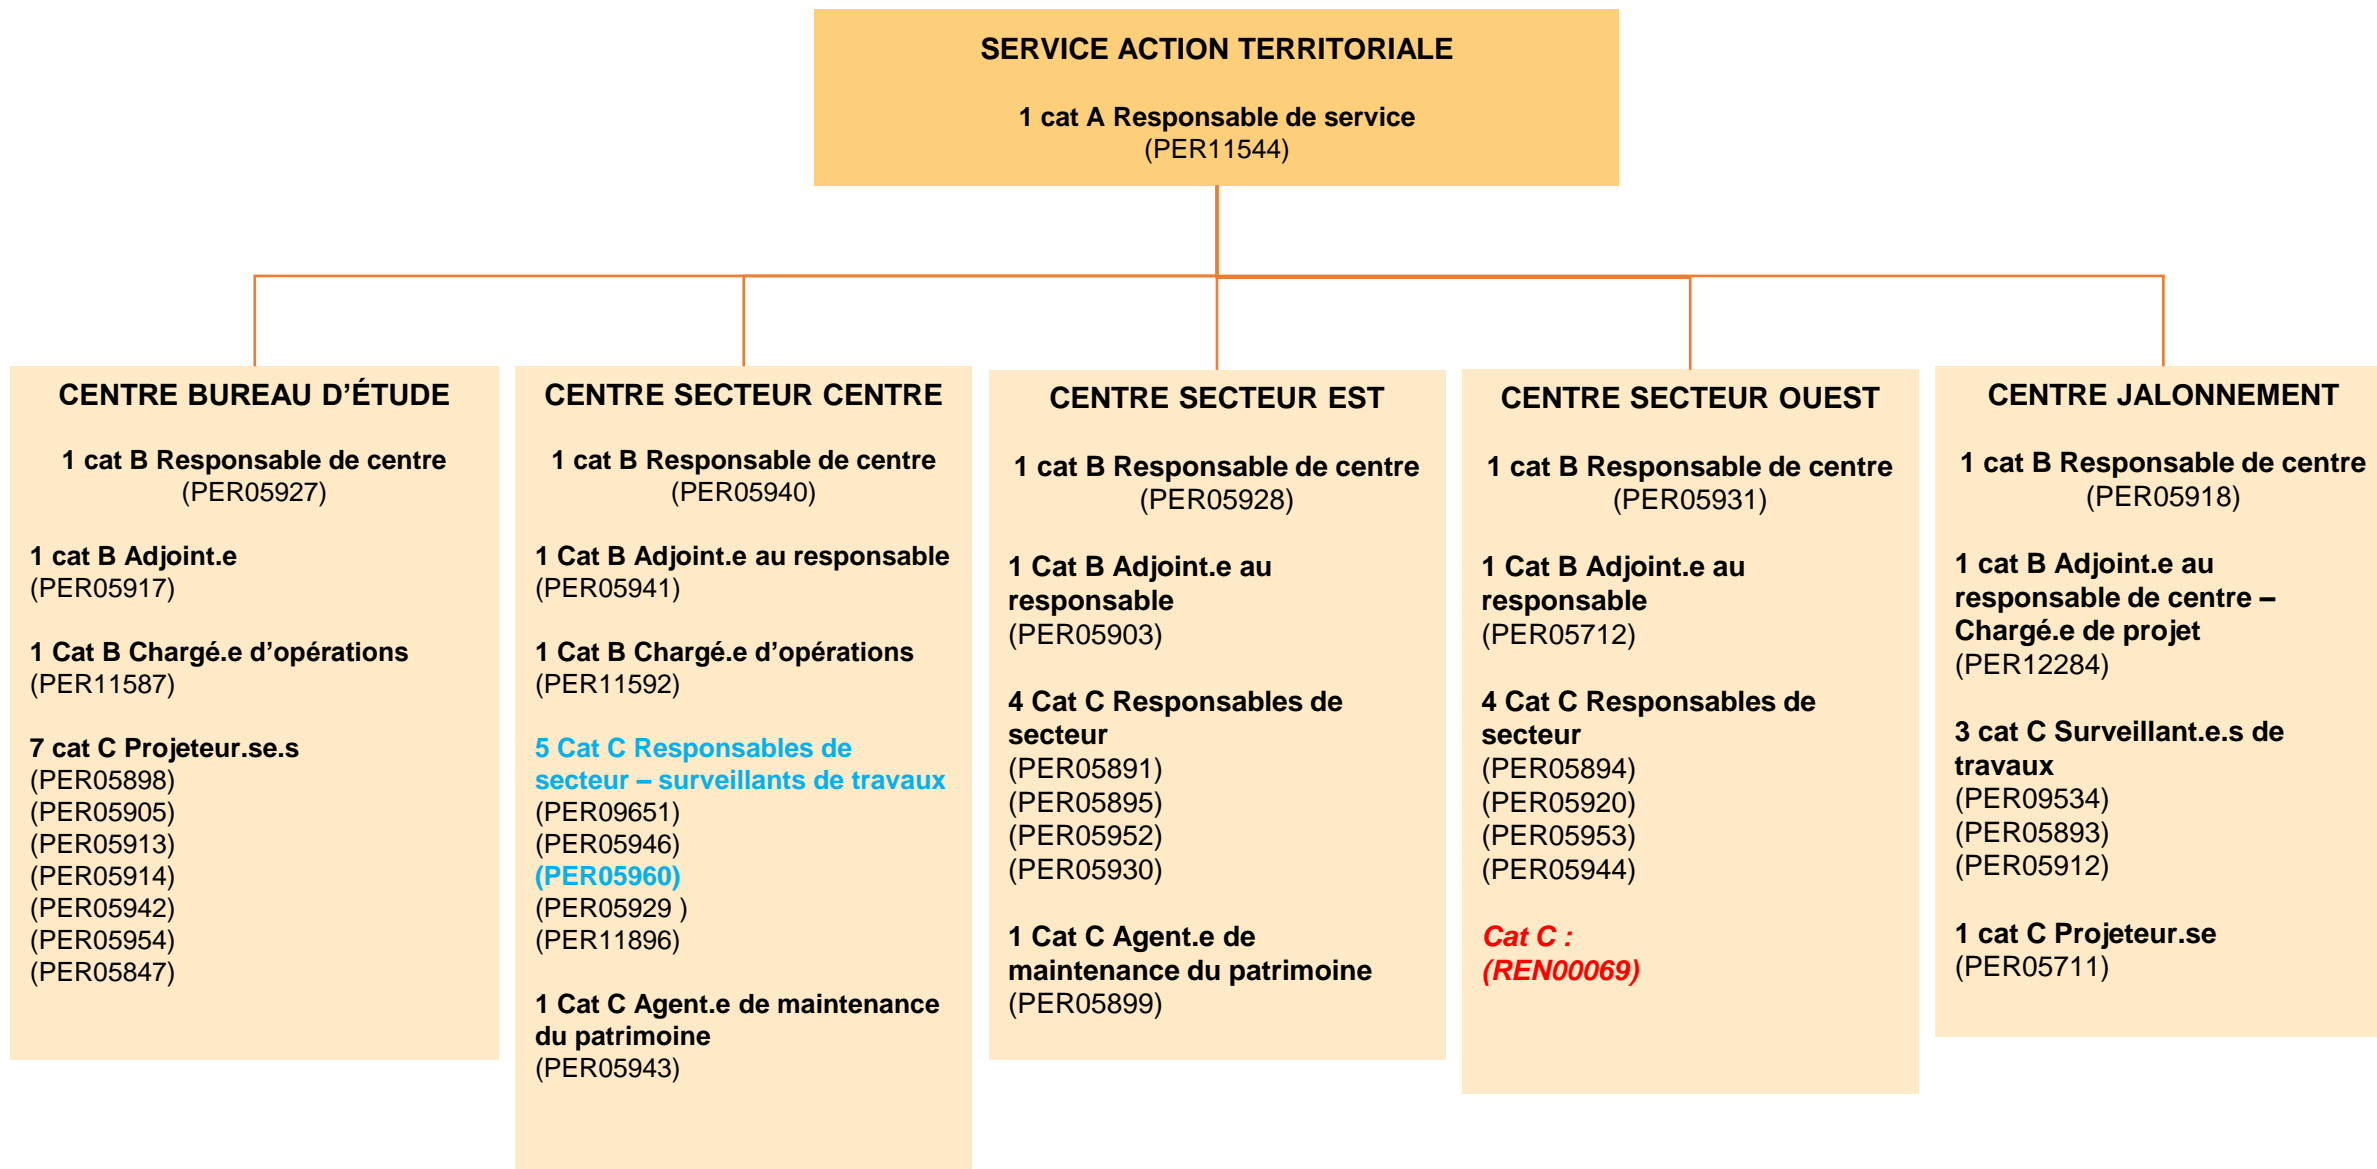 SERVICE ACTION TERRITORIALE
1 cat A Responsable de service
(PER11544)
CENTRE BUREAU D’ÉTUDE
1 cat B Responsable de centre
(PER05927)
1 cat B Adjoint.e
(PER05917)
1 Cat B Chargé.e d’opérations
(PER11587)
7 cat C Projeteur.se.s
(PER05898)
(PER05905)
(PER05913)
(PER05914)
(PER05942)
(PER05954)
(PER05847)
CENTRE SECTEUR CENTRE
1 cat B Responsable de centre
(PER05940)
1 Cat B Adjoint.e au responsable
(PER05941)
1 Cat B Chargé.e d’opérations
(PER11592)
5 Cat C Responsables de
secteur – surveillants de travaux
(PER09651)
(PER05946)
(PER05960)
(PER05929 )
(PER11896)
1 Cat C Agent.e de maintenance
du patrimoine
(PER05943)
CENTRE SECTEUR EST
1 cat B Responsable de centre
(PER05928)
1 Cat B Adjoint.e au
responsable
(PER05903)
4 Cat C Responsables de
secteur
(PER05891)
(PER05895)
(PER05952)
(PER05930)
1 Cat C Agent.e de
maintenance du patrimoine
(PER05899)
CENTRE SECTEUR OUEST
1 cat B Responsable de centre
(PER05931)
1 Cat B Adjoint.e au
responsable
(PER05712)
4 Cat C Responsables de
secteur
(PER05894)
(PER05920)
(PER05953)
(PER05944)
Cat C :
(REN00069)
CENTRE JALONNEMENT
1 cat B Responsable de centre
(PER05918)
1 cat B Adjoint.e au
responsable de centre –
Chargé.e de projet
(PER12284)
3 cat C Surveillant.e.s de
travaux
(PER09534)
(PER05893)
(PER05912)
1 cat C Projeteur.se
(PER05711)